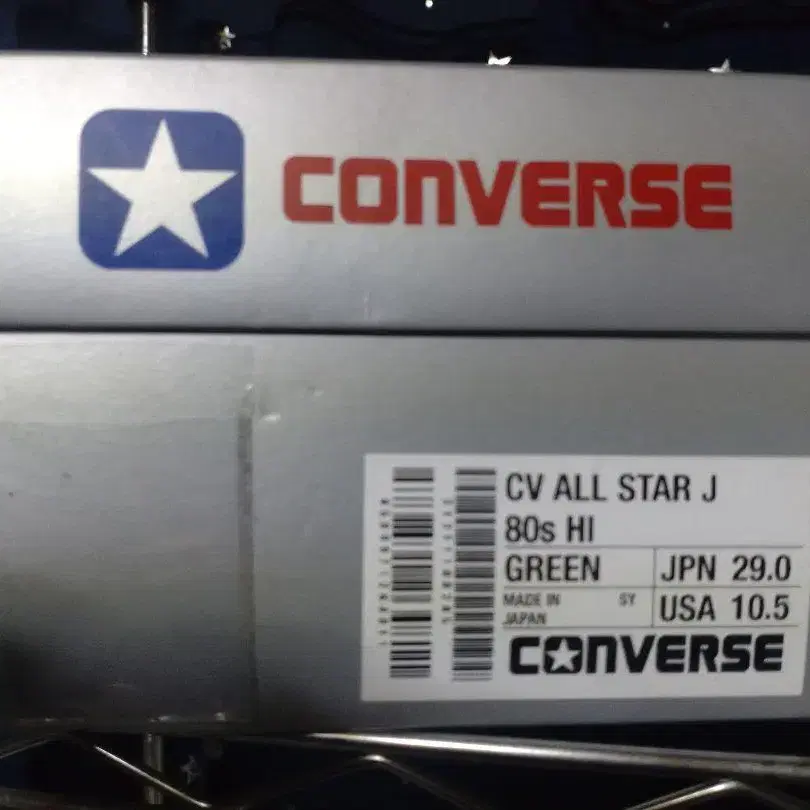 CONVERSE
CV ALL STAR J
80s HI
GREEN JPN 29.0
MADE IN JAPAN SY USA 10.5
CONVERSE